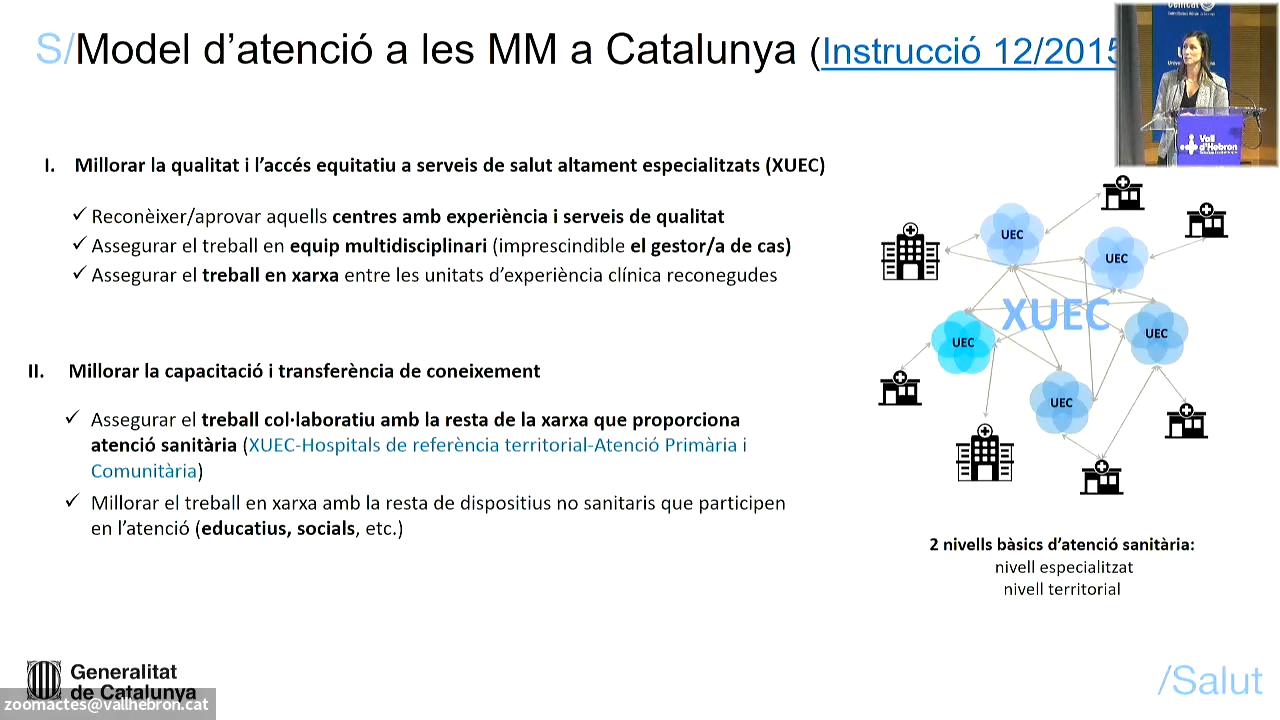 S/Model d’atenció a les MM a Catalunya (Instrucció 12/2015
I. Millorar la qualitat i l’accés equitatiu a serveis de salut altament especialitzats (XUEC)
✓ Reconèixer/aprovar aquells centres amb experiència i serveis de qualitat
✓ Assegurar el treball en equip multidisciplinari (imprescindible el gestor/a de cas)
✓ Assegurar el treball en xarxa entre les unitats d’experiència clínica reconegudes
II. Millorar la capacitació i transferència de coneixement
✓ Assegurar el treball col·laboratiu amb la resta de la xarxa que proporciona
atenció sanitària (XUEC-Hospitals de referència territorial-Atenció Primària i
Comunitària)
✓ Millorar el treball en xarxa amb la resta de dispositius no sanitaris que participen
en l’atenció (educatius, socials, etc.)
UEC
UEC
XUEC
UEC
UEC
UEC
2 nivells bàsics d’atenció sanitària:
nivell especialitzat
nivell territorial
Vall
d’Hebron
Generalitat
de Catalunya
zoomactes@vallhebron.cat
/Salut